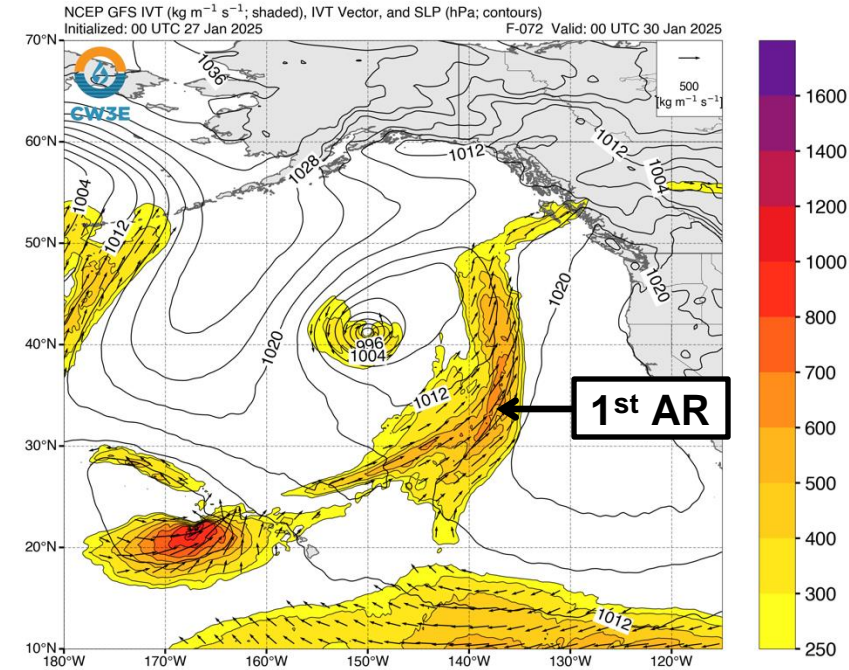 NCEP GFS IVT (kg m⁻¹ s⁻¹; shaded), IVT Vector, and SLP (hPa; contours)
Initialized: 00 UTC 27 Jan 2025 F-072 Valid: 00 UTC 30 Jan 2025
70°N
CW3E
1036
500
[kg m⁻¹ s⁻¹]
1600
60°N
1012
1012
1028
1004
1400
1004
1012
1200
50°N
1020
1020
1000
40°N
996
1004
1020
800
1012
1st AR
700
30°N
600
500
20°N
400
300
1012
10°N
250
180°W
170°W
160°W
150°W
140°W
130°W
120°W